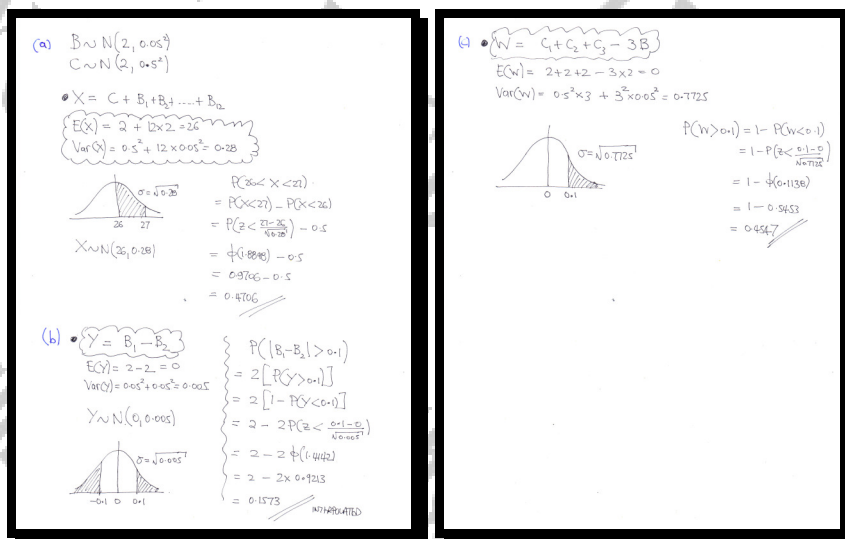 (a) B~N(2, 0.05²)
C~N(2, 0.5²)
• X = C + B₁+B₂+.....+ B₁₂
E(X) = 2 + 12×2 = 26
Var(X) = 0.5² + 12×0.05² = 0.28
σ=√0.28
26 27
X~N(26, 0.28)
P(26< X <27)
= P(X<27) - P(X<26)
= P(z < (27-26)/√0.28) - 0.5
= ϕ(1.8898) - 0.5
= 0.9706 - 0.5
= 0.4706
(b) • Y = B₁ - B₂
E(Y) = 2-2 = 0
Var(Y) = 0.05²+0.05² = 0.005
Y~N(0, 0.005)
σ=√0.005
-0.1 0 0.1
P(|B₁-B₂| > 0.1)
= 2[P(Y>0.1)]
= 2[1-P(Y<0.1)]
= 2 - 2P(z < (0.1-0)/√0.005)
= 2 - 2ϕ(1.4142)
= 2 - 2×0.9213
= 0.1573
INTERPOLATED
(c) • W = C₁+C₂+C₃ - 3B
E(W) = 2+2+2-3×2 = 0
Var(W) = 0.5²×3 + 3²×0.05² = 0.7725
σ=√0.7725
0 0.1
P(W>0.1) = 1 - P(W<0.1)
= 1-P(z < (0.1-0)/√0.7725)
= 1 - ϕ(0.1138)
= 1 - 0.5453
= 0.4547